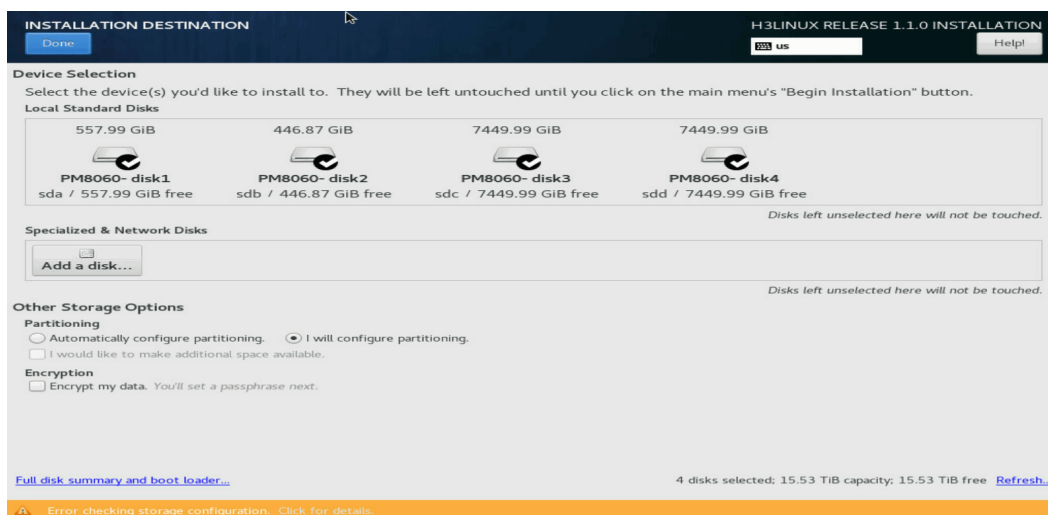 INSTALLATION DESTINATION
H3LINUX RELEASE 1.1.0 INSTALLATION
Done
us
Help!
Device Selection
Select the device(s) you'd like to install to. They will be left untouched until you click on the main menu's "Begin Installation" button.
Local Standard Disks
557.99 GiB 446.87 GiB 7449.99 GiB 7449.99 GiB
PM8060- disk1 PM8060- disk2 PM8060- disk3 PM8060- disk4
sda / 557.99 GiB free sdb / 446.87 GiB free sdc / 7449.99 GiB free sdd / 7449.99 GiB free
Disks left unselected here will not be touched.
Specialized & Network Disks
Add a disk...
Disks left unselected here will not be touched.
Other Storage Options
Partitioning
Automatically configure partitioning. I will configure partitioning.
I would like to make additional space available.
Encryption
Encrypt my data. You'll set a passphrase next.
Full disk summary and boot loader...
4 disks selected; 15.53 TiB capacity; 15.53 TiB free Refresh...
Error checking storage configuration. Click for details.